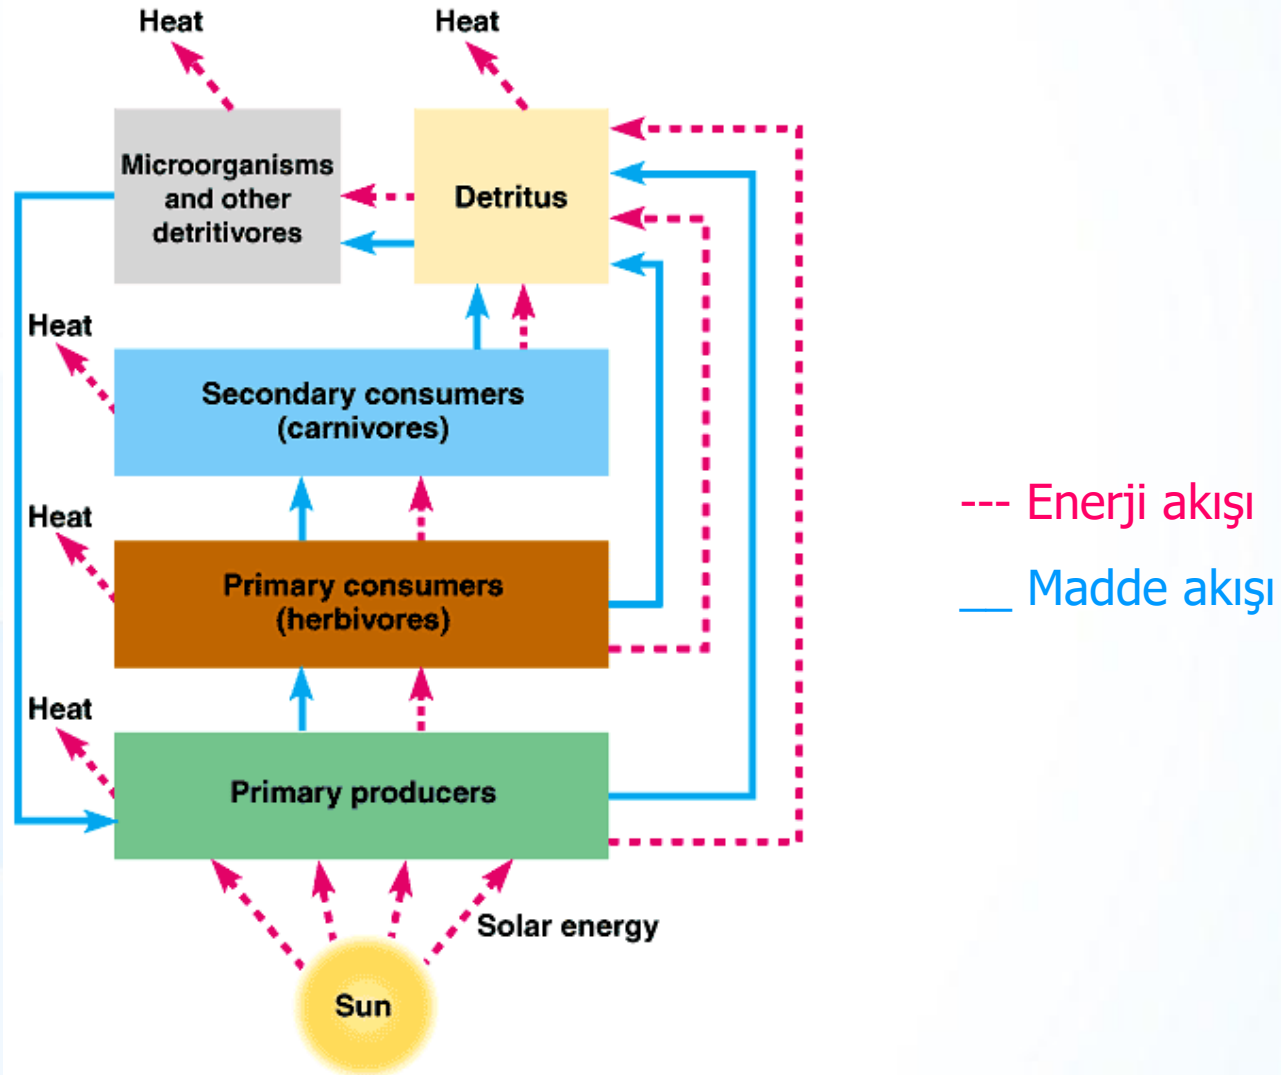 Heat
Heat
Microorganisms
and other
detritivores
Detritus
Heat
Secondary consumers
(carnivores)
Heat
Primary consumers
(herbivores)
--- Enerji akışı
__ Madde akışı
Heat
Primary producers
Solar energy
Sun